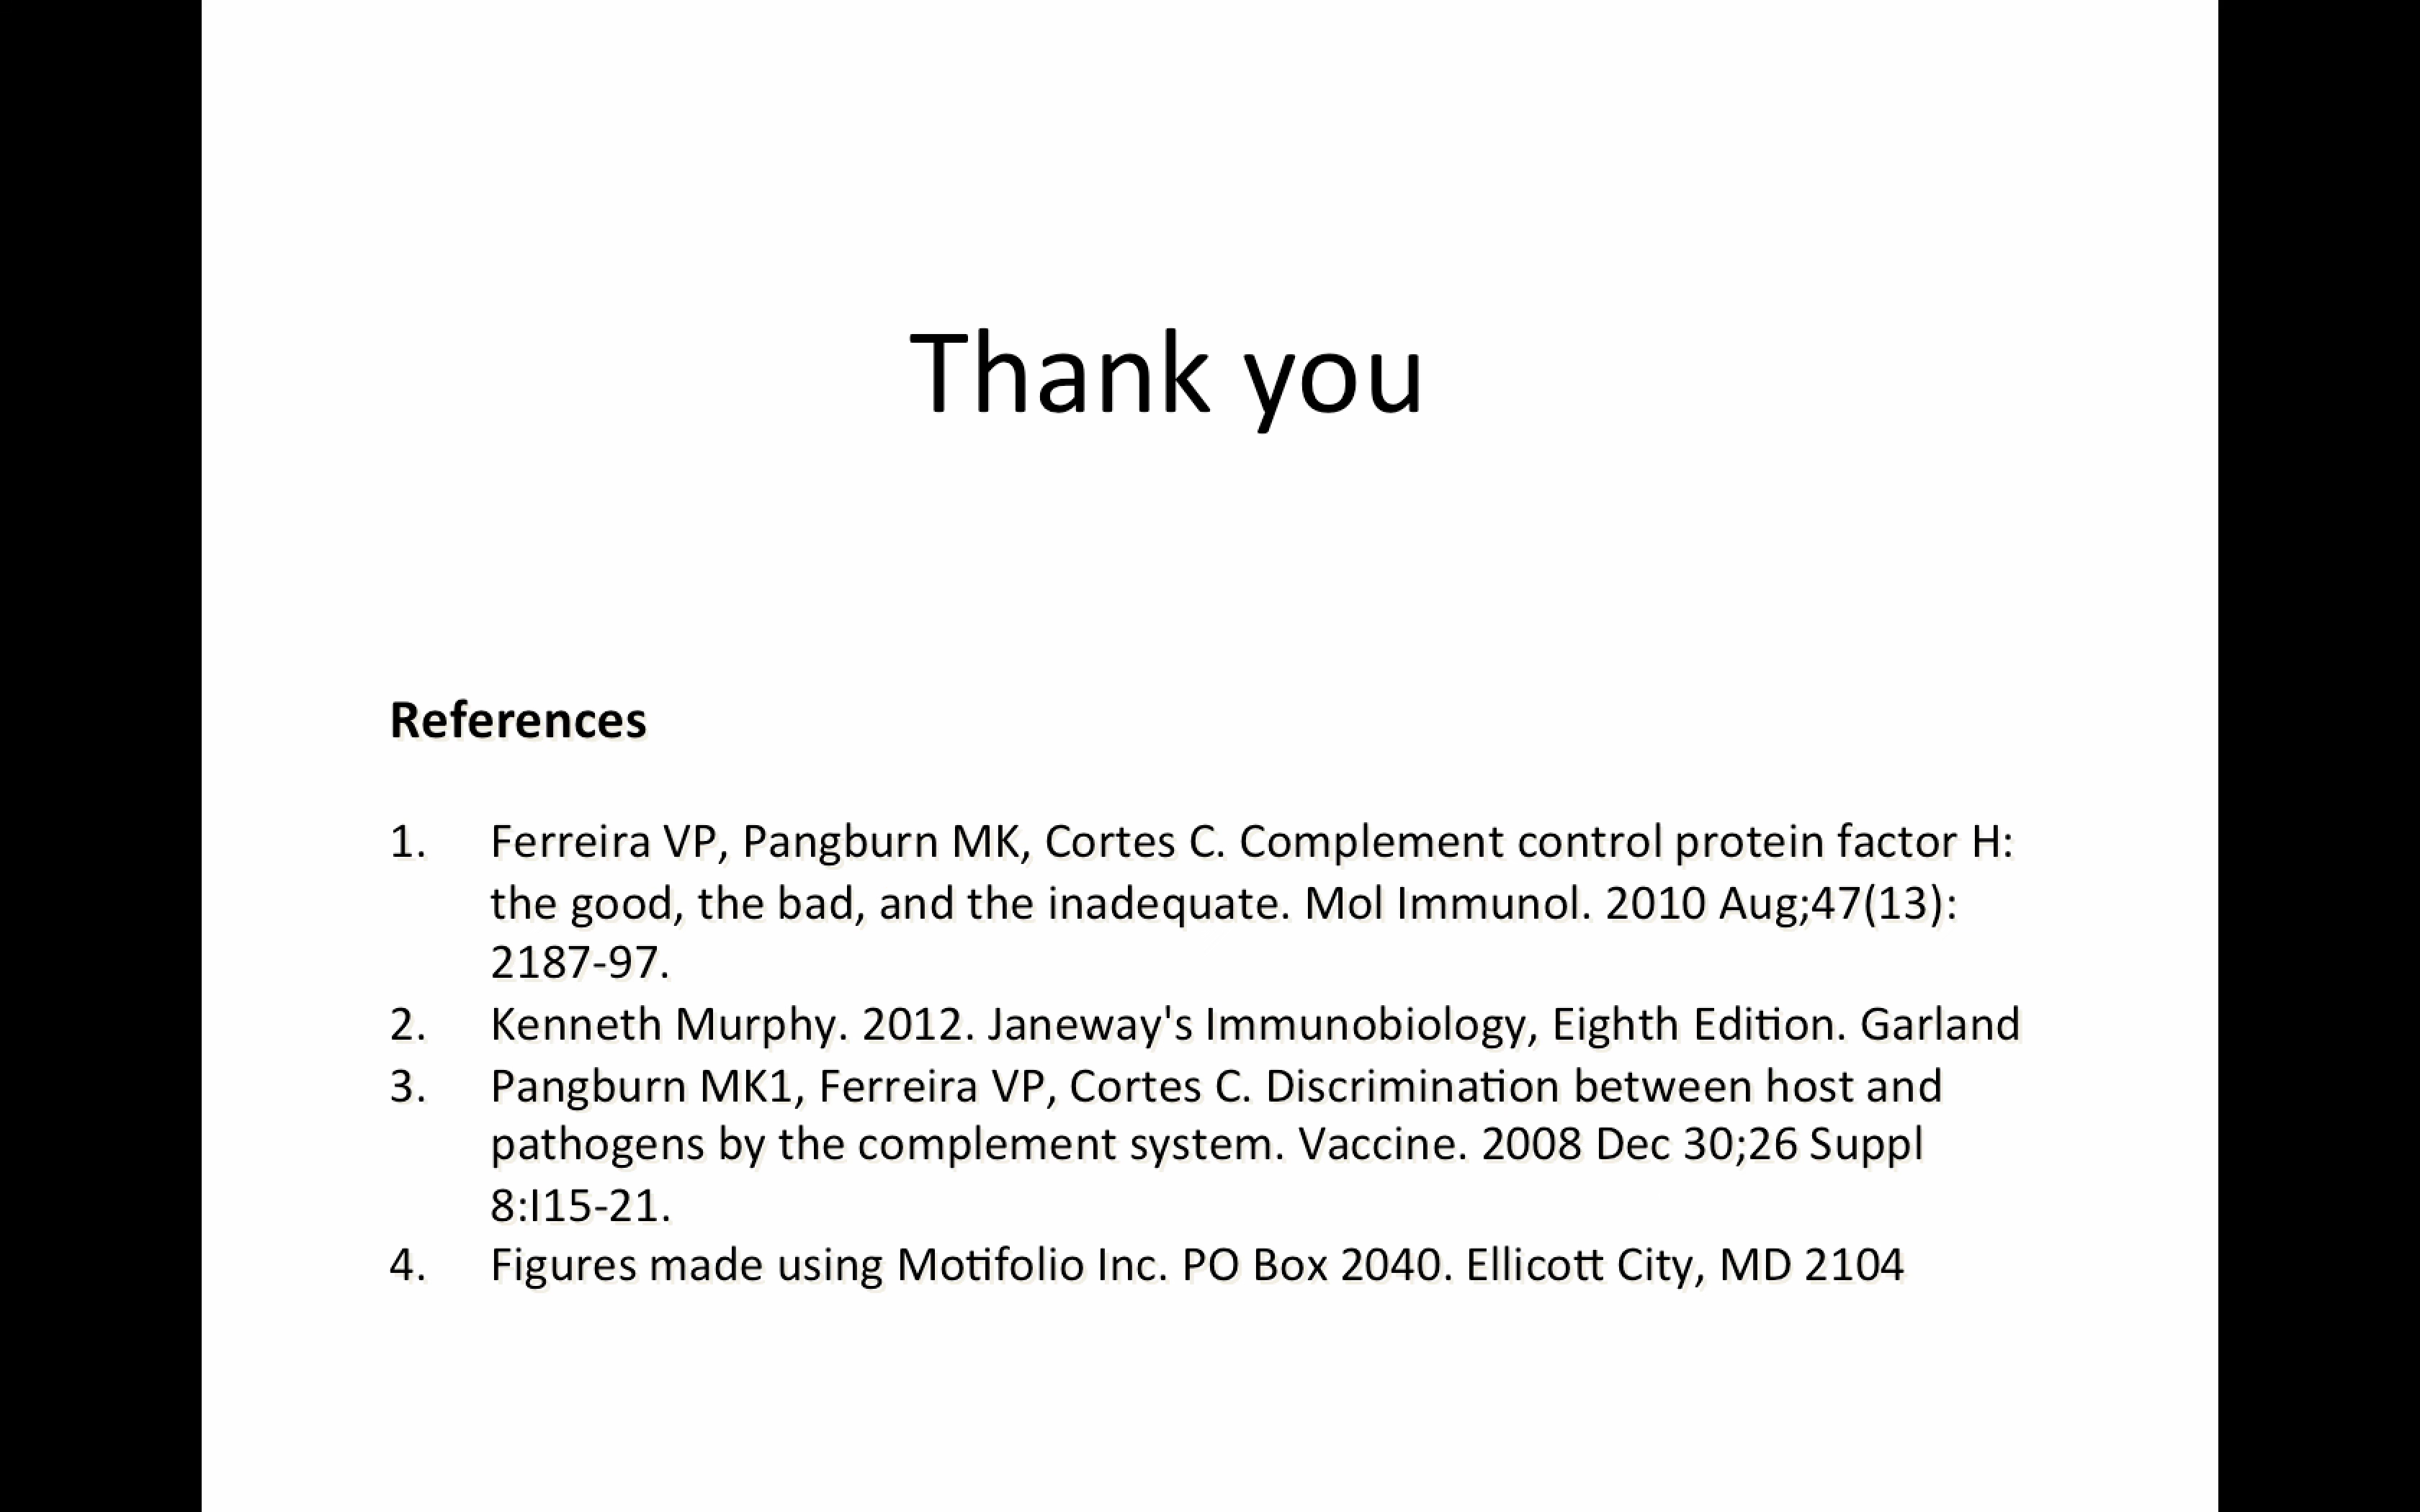 Thank you
References
1. Ferreira VP, Pangburn MK, Cortes C. Complement control protein factor H:
the good, the bad, and the inadequate. Mol Immunol. 2010 Aug;47(13):
2187-97.
2. Kenneth Murphy. 2012. Janeway's Immunobiology, Eighth Edition. Garland
3. Pangburn MK1, Ferreira VP, Cortes C. Discrimination between host and
pathogens by the complement system. Vaccine. 2008 Dec 30;26 Suppl
8:I15-21.
4. Figures made using Motifolio Inc. PO Box 2040. Ellicott City, MD 2104